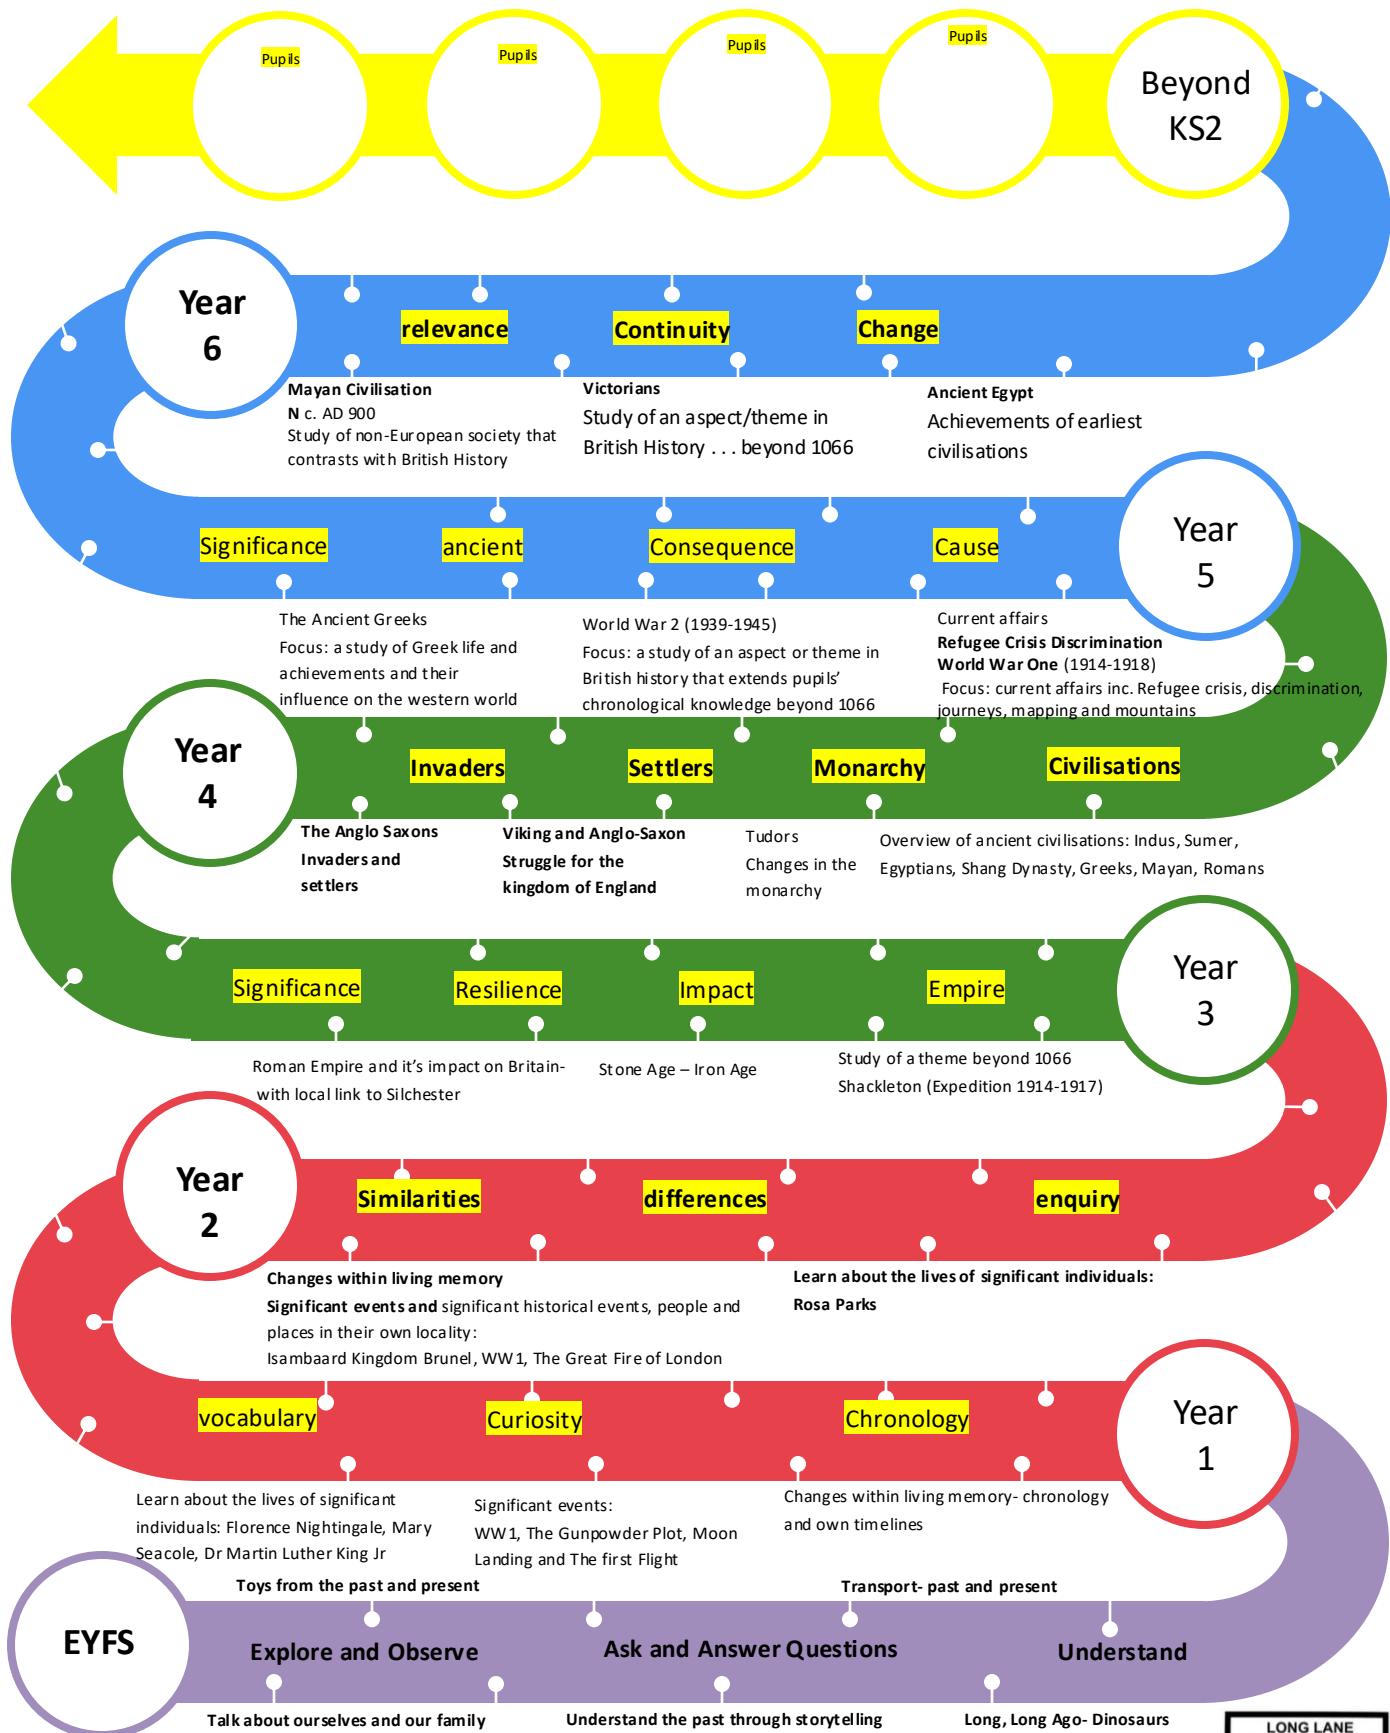 Pupils
Pupils
Pupils
Pupils
Beyond
KS2
Year
6
relevance
Continuity
Change
Mayan Civilisation
N c. AD 900
Study of non-European society that
contrasts with British History
Victorians
Study of an aspect/theme in
British History . . . beyond 1066
Ancient Egypt
Achievements of earliest
civilisations
Significance
ancient
Consequence
Cause
Year
5
The Ancient Greeks
Focus: a study of Greek life and
achievements and their
influence on the western world
World War 2 (1939-1945)
Focus: a study of an aspect or theme in
British history that extends pupils’
chronological knowledge beyond 1066
Current affairs
Refugee Crisis Discrimination
World War One (1914-1918)
Focus: current affairs inc. Refugee crisis, discrimination,
journeys, mapping and mountains
Year
4
Invaders
Settlers
Monarchy
Civilisations
The Anglo Saxons
Invaders and
settlers
Viking and Anglo-Saxon
Struggle for the
kingdom of England
Tudors
Changes in the
monarchy
Overview of ancient civilisations: Indus, Sumer,
Egyptians, Shang Dynasty, Greeks, Mayan, Romans
Significance
Resilience
Impact
Empire
Year
3
Roman Empire and it’s impact on Britain-
with local link to Silchester
Stone Age – Iron Age
Study of a theme beyond 1066
Shackleton (Expedition 1914-1917)
Year
2
Similarities
differences
enquiry
Changes within living memory
Significant events and significant historical events, people and
places in their own locality:
Isambaard Kingdom Brunel, WW1, The Great Fire of London
Learn about the lives of significant individuals:
Rosa Parks
vocabulary
Curiosity
Chronology
Year
1
Learn about the lives of significant
individuals: Florence Nightingale, Mary
Seacole, Dr Martin Luther King Jr
Significant events:
WW1, The Gunpowder Plot, Moon
Landing and The first Flight
Changes within living memory- chronology
and own timelines
Toys from the past and present
Transport- past and present
EYFS
Explore and Observe
Ask and Answer Questions
Understand
Talk about ourselves and our family
Understand the past through storytelling
Long, Long Ago- Dinosaurs
LONG LANE